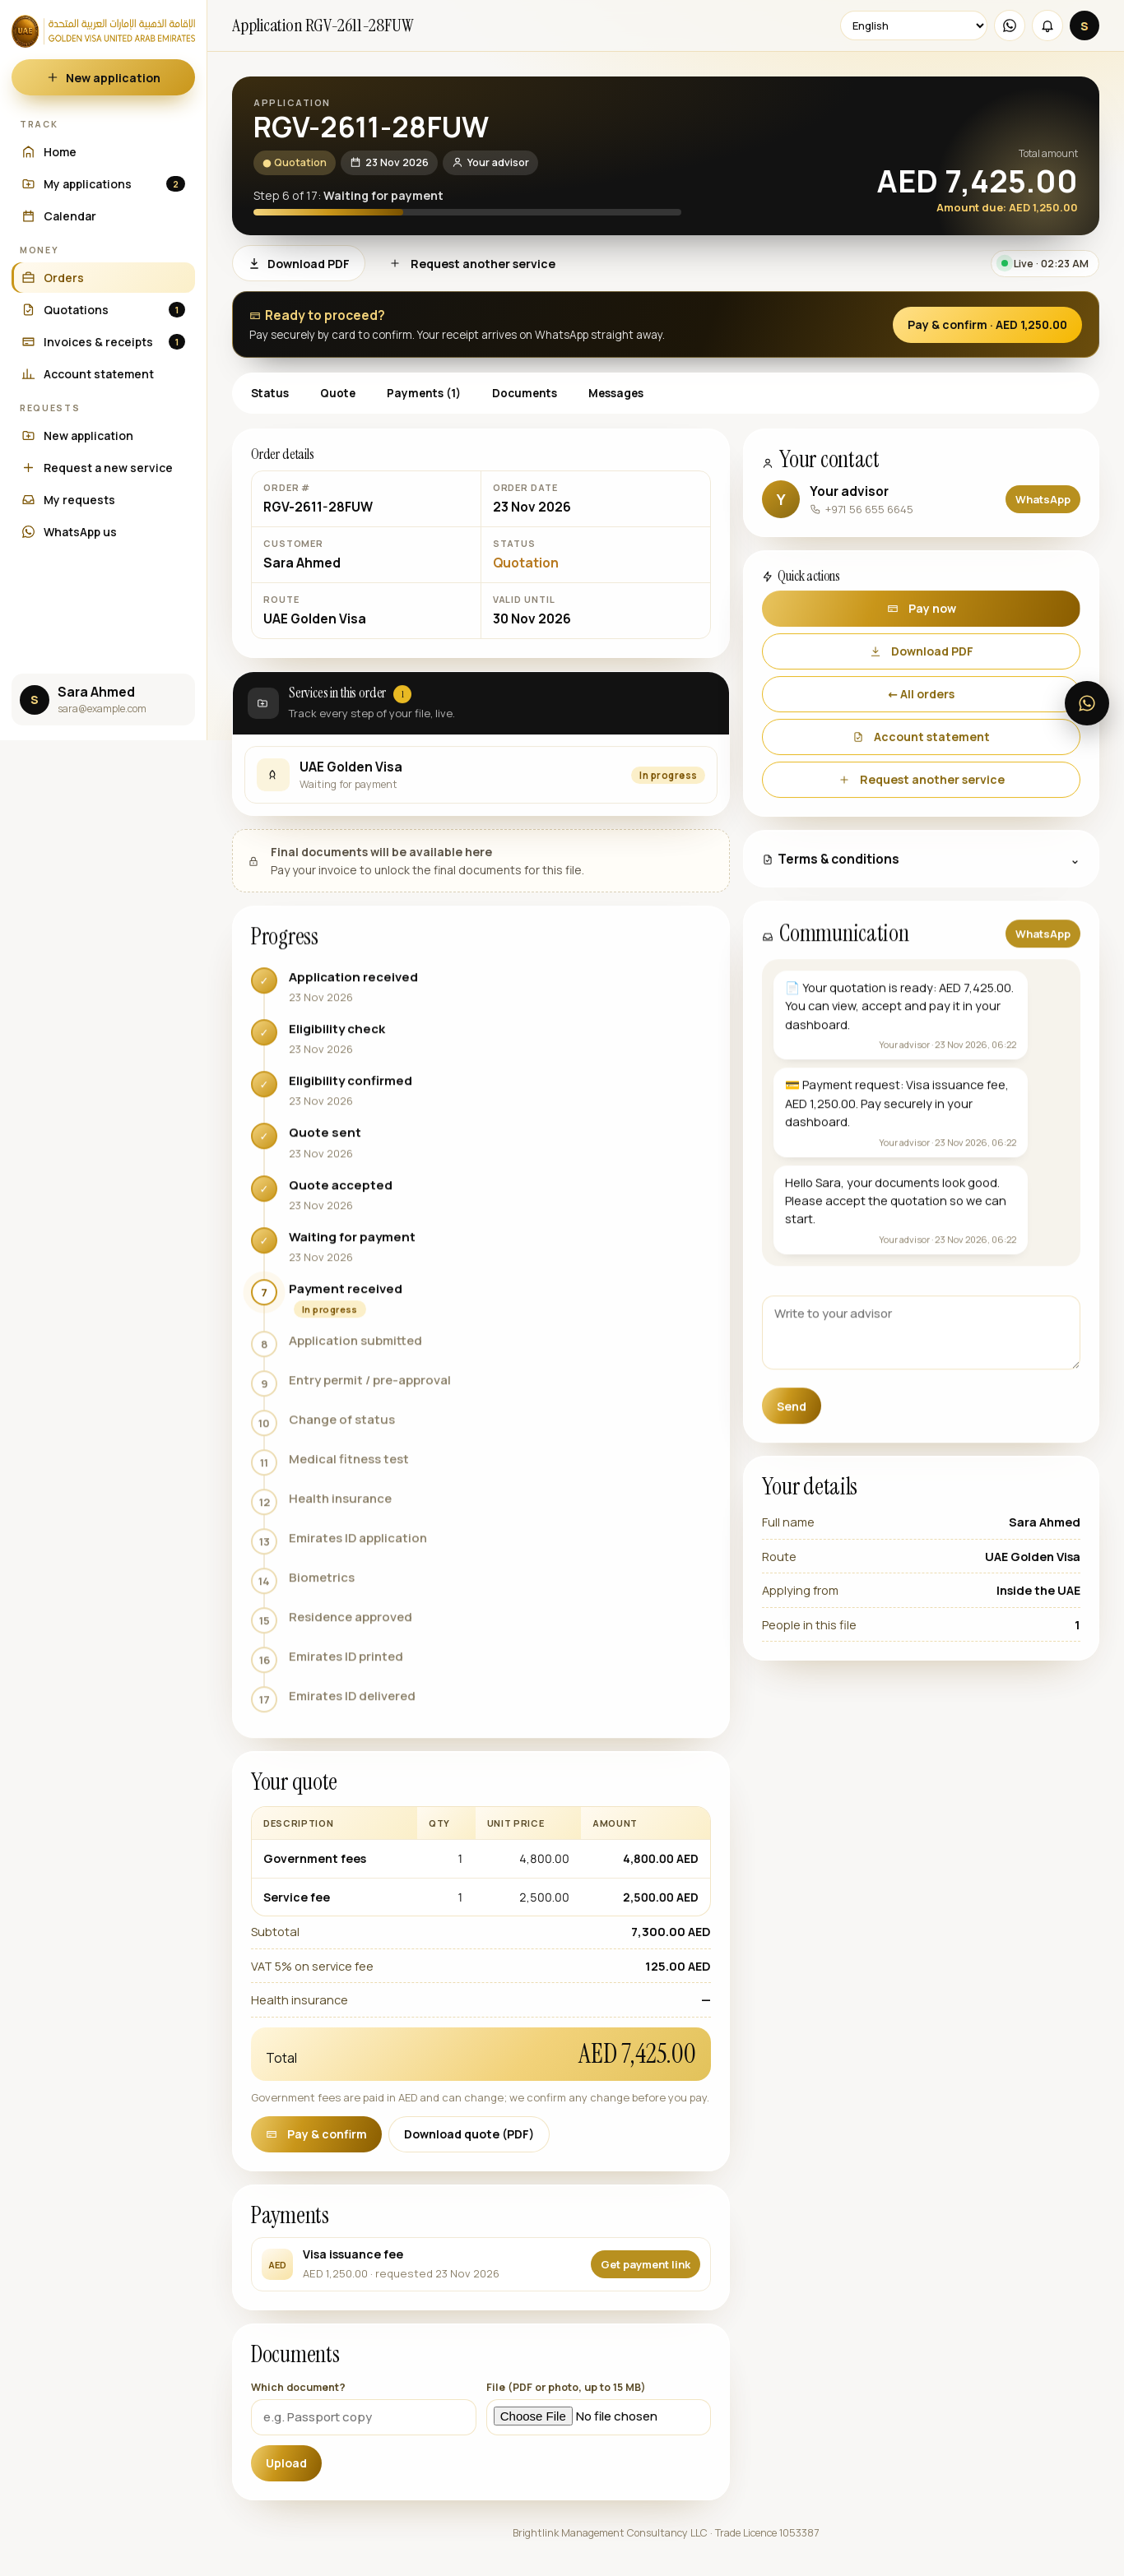 UAE
الإقامة الذهبية الإمارات العربية المتحدة
GOLDEN VISA UNITED ARAB EMIRATES
+ New application
TRACK
Home
My applications 2
Calendar
MONEY
Orders
Quotations 1
Invoices & receipts 1
Account statement
REQUESTS
New application
+ Request a new service
My requests
WhatsApp us
S
Sara Ahmed
sara@example.com
Application RGV-2611-28FUW
English
S
APPLICATION
RGV-2611-28FUW
Quotation
23 Nov 2026
Your advisor
Step 6 of 17: Waiting for payment
Total amount
AED 7,425.00
Amount due: AED 1,250.00
Download PDF
+ Request another service
Live · 02:23 AM
Ready to proceed?
Pay securely by card to confirm. Your receipt arrives on WhatsApp straight away.
Pay & confirm · AED 1,250.00
Status
Quote
Payments (1)
Documents
Messages
Order details
ORDER #
RGV-2611-28FUW
ORDER DATE
23 Nov 2026
CUSTOMER
Sara Ahmed
STATUS
Quotation
ROUTE
UAE Golden Visa
VALID UNTIL
30 Nov 2026
Services in this order 1
Track every step of your file, live.
UAE Golden Visa
Waiting for payment
In progress
Final documents will be available here
Pay your invoice to unlock the final documents for this file.
Progress
✓ Application received
23 Nov 2026
✓ Eligibility check
23 Nov 2026
✓ Eligibility confirmed
23 Nov 2026
✓ Quote sent
23 Nov 2026
✓ Quote accepted
23 Nov 2026
✓ Waiting for payment
23 Nov 2026
7 Payment received
In progress
8 Application submitted
9 Entry permit / pre-approval
10 Change of status
11 Medical fitness test
12 Health insurance
13 Emirates ID application
14 Biometrics
15 Residence approved
16 Emirates ID printed
17 Emirates ID delivered
Your quote
DESCRIPTION QTY UNIT PRICE AMOUNT
Government fees 1 4,800.00 4,800.00 AED
Service fee 1 2,500.00 2,500.00 AED
Subtotal 7,300.00 AED
VAT 5% on service fee 125.00 AED
Health insurance —
Total AED 7,425.00
Government fees are paid in AED and can change; we confirm any change before you pay.
Pay & confirm
Download quote (PDF)
Payments
AED
Visa issuance fee
AED 1,250.00 · requested 23 Nov 2026
Get payment link
Documents
Which document?
e.g. Passport copy
File (PDF or photo, up to 15 MB)
Choose File No file chosen
Upload
Your contact
Y
Your advisor
+971 56 655 6645
WhatsApp
Quick actions
Pay now
Download PDF
← All orders
Account statement
+ Request another service
Terms & conditions
Communication
WhatsApp
📄 Your quotation is ready: AED 7,425.00.
You can view, accept and pay it in your
dashboard.
Your advisor · 23 Nov 2026, 06:22
💳 Payment request: Visa issuance fee,
AED 1,250.00. Pay securely in your
dashboard.
Your advisor · 23 Nov 2026, 06:22
Hello Sara, your documents look good.
Please accept the quotation so we can
start.
Your advisor · 23 Nov 2026, 06:22
Write to your advisor
Send
Your details
Full name Sara Ahmed
Route UAE Golden Visa
Applying from Inside the UAE
People in this file 1
Brightlink Management Consultancy LLC · Trade Licence 1053387